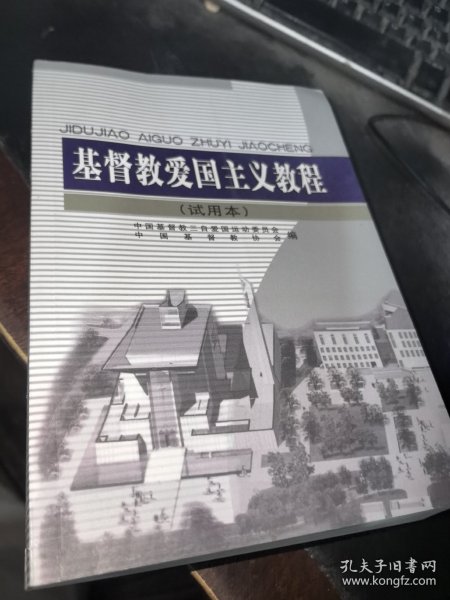 JIDUJIAO AIGUO ZHUYI JIAOCHENG
基督教爱国主义教程
(试用本)
中国基督教三自爱国运动委员会
中国基督教协会
编
孔夫子旧书网
www.kongfz.com